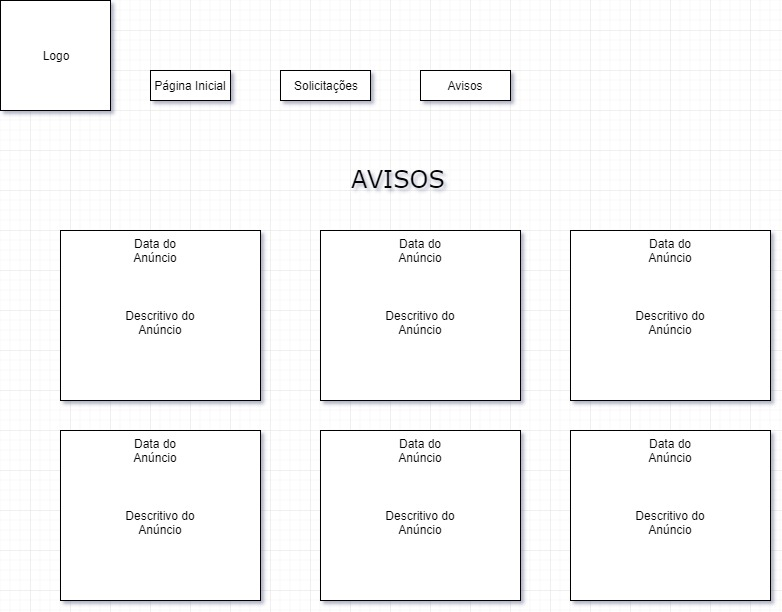 Logo
Página Inicial
Solicitações
Avisos
AVISOS
Data do
Anúncio
Descritivo do
Anúncio
Data do
Anúncio
Descritivo do
Anúncio
Data do
Anúncio
Descritivo do
Anúncio
Data do
Anúncio
Descritivo do
Anúncio
Data do
Anúncio
Descritivo do
Anúncio
Data do
Anúncio
Descritivo do
Anúncio